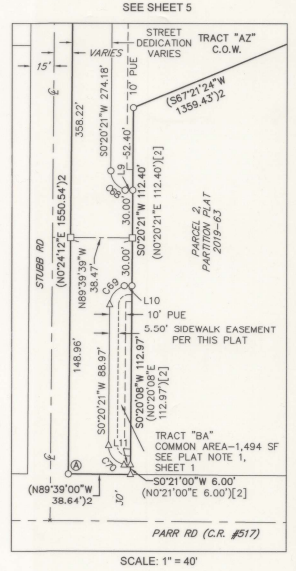 SEE SHEET 5
STREET
DEDICATION
VARIES
TRACT "AZ"
C.O.W.
VARIES
15'
℄
10' PUE
358.22'
S0°20'21"W 274.18'
52.40'
(S67°21'24"W
1359.43')2
L9
C68
30.00'
S0°20'21"W 112.40'
(N0°20'21"E 112.40')[2]
(N0°24'12"E 1550.54')2
STUBB RD
N89°39'39"W
38.47'
PARCEL 2,
PARTITION PLAT
2019-63
30.00'
C69
L10
10' PUE
5.50' SIDEWALK EASEMENT
PER THIS PLAT
148.96'
S0°20'21"W 88.97'
S0°20'08"W 112.97'
(N0°20'08"E
112.97')[2]
TRACT "BA"
COMMON AREA-1,494 SF
SEE PLAT NOTE 1,
SHEET 1
L11
C70
A
℄
S0°21'00"W 6.00'
(N0°21'00"E 6.00')[2]
(N89°39'00"W
38.64')2
30'
PARR RD (C.R. #517)
SCALE: 1" = 40'